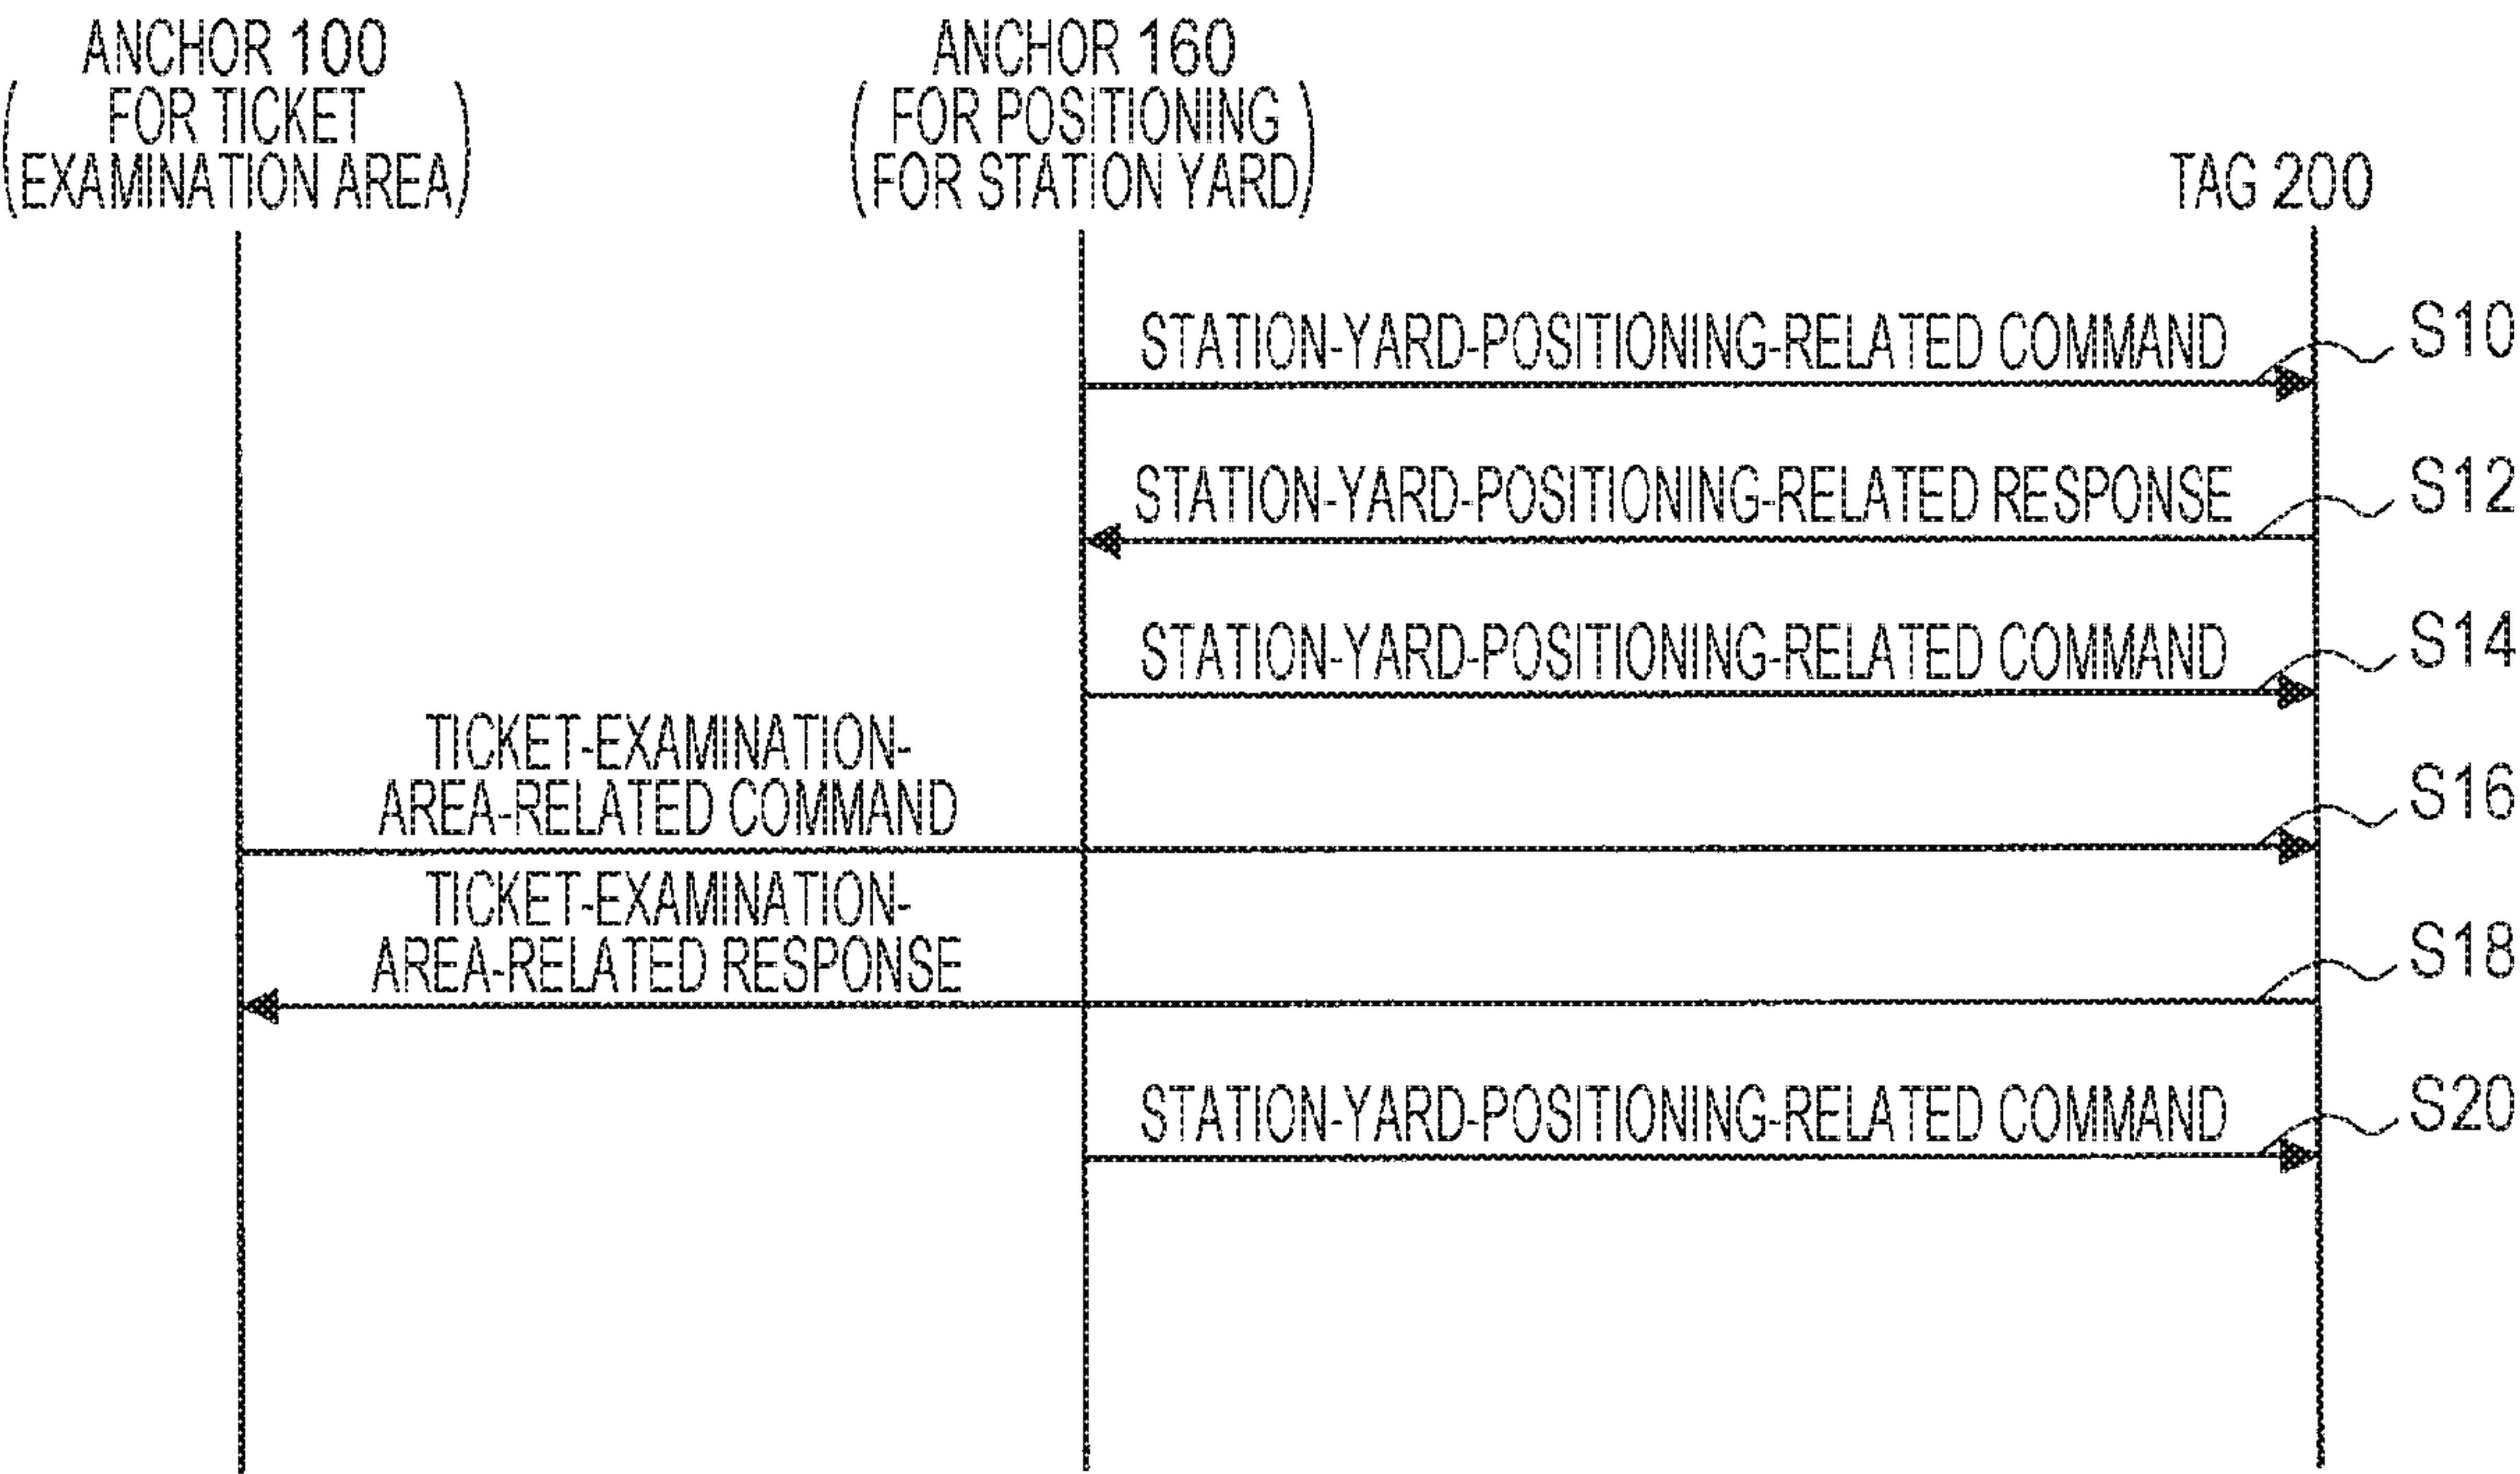 ANCHOR 100
(FOR TICKET
EXAMINATION AREA)
ANCHOR 160
(FOR POSITIONING
FOR STATION YARD)
TAG 200
STATION-YARD-POSITIONING-RELATED COMMAND
S10
STATION-YARD-POSITIONING-RELATED RESPONSE
S12
STATION-YARD-POSITIONING-RELATED COMMAND
S14
TICKET-EXAMINATION-
AREA-RELATED COMMAND
S16
TICKET-EXAMINATION-
AREA-RELATED RESPONSE
S18
STATION-YARD-POSITIONING-RELATED COMMAND
S20